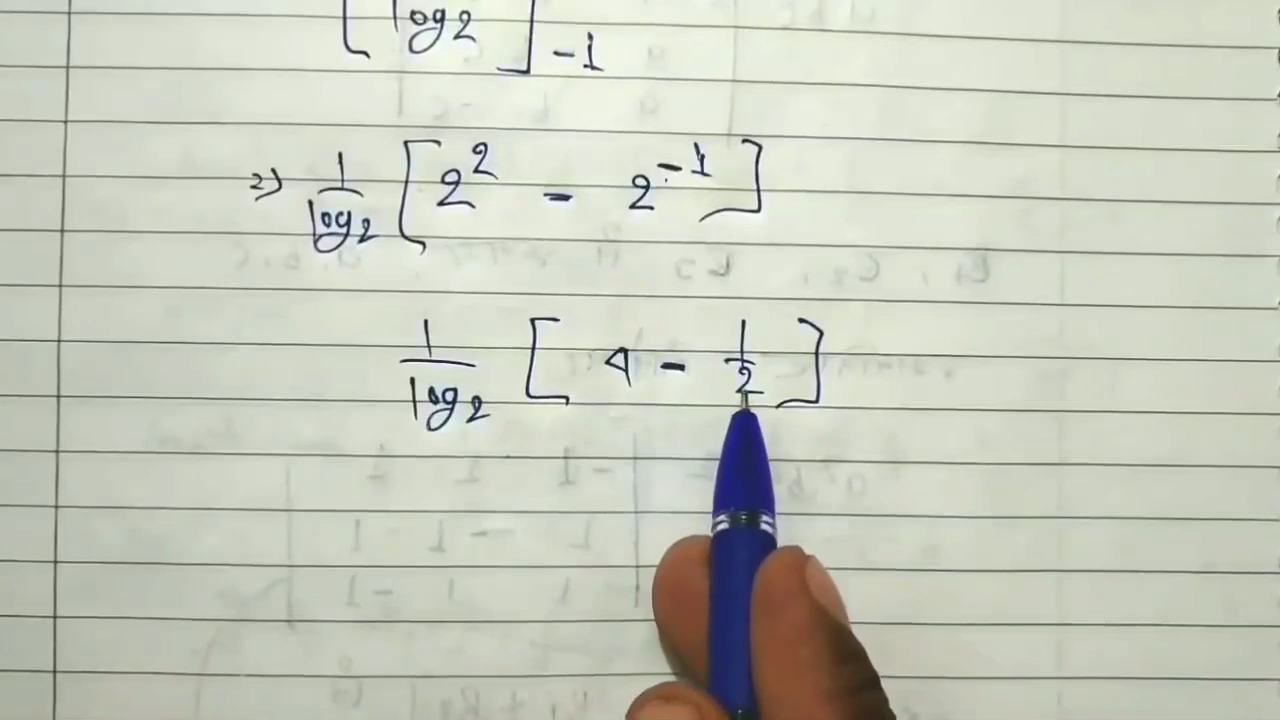 [ log2 ]_-1
=> 1/log2 [ 2^2 - 2^-1 ]
1/log2 [ 4 - 1/2 ]